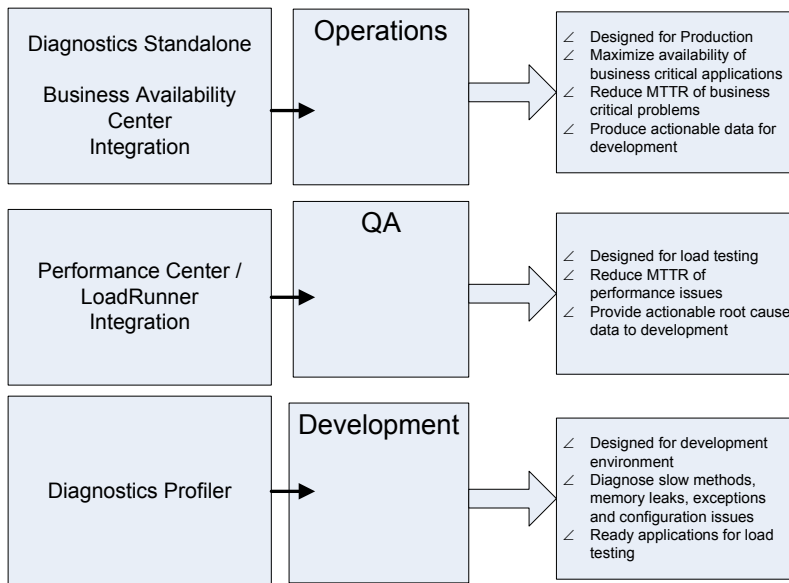 Diagnostics Standalone
Business Availability
Center
Integration
Operations
∠ Designed for Production
∠ Maximize availability of
business critical applications
∠ Reduce MTTR of business
critical problems
∠ Produce actionable data for
development
Performance Center /
LoadRunner
Integration
QA
∠ Designed for load testing
∠ Reduce MTTR of
performance issues
∠ Provide actionable root cause
data to development
Diagnostics Profiler
Development
∠ Designed for development
environment
∠ Diagnose slow methods,
memory leaks, exceptions
and configuration issues
∠ Ready applications for load
testing